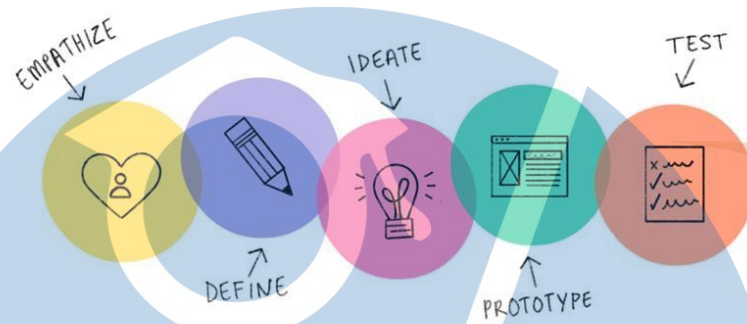 EMPATHIZE
DEFINE
IDEATE
PROTOTYPE
TEST